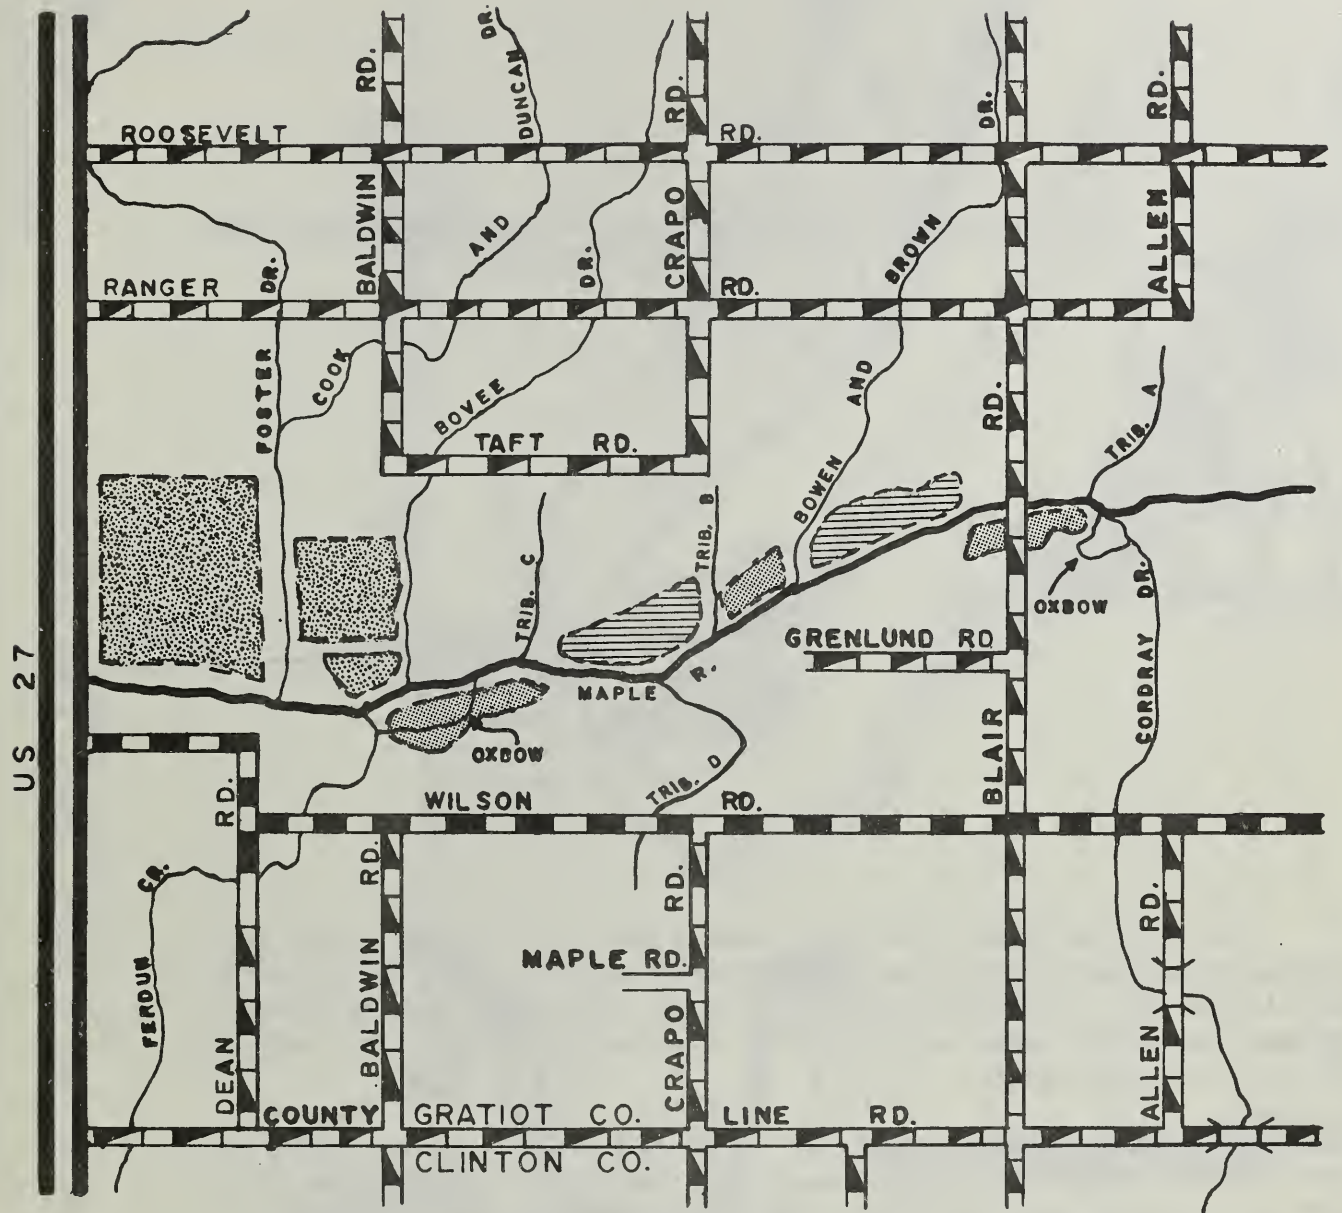 ROOSEVELT RD.
BALDWIN RD.
DUNCAN DR.
AND
CRAPO RD.
DR.
BROWN
DR.
ALLEN RD.
RANGER RD.
DR.
FOSTER
COOK
BOVEE
DR.
TAFT RD.
AND
BOWEN
RD.
TRIB. A
TRIB. B
TRIB. C
OXBOW
GRENLUND RD
MAPLE R.
CORDRAY DR.
BLAIR
US 27
OXBOW
TRIB. D
WILSON RD.
RD.
RD.
RD.
RD.
FERDUN CR.
MAPLE RD.
DEAN
BALDWIN
CRAPO
ALLEN
COUNTY LINE RD.
GRATIOT CO.
CLINTON CO.